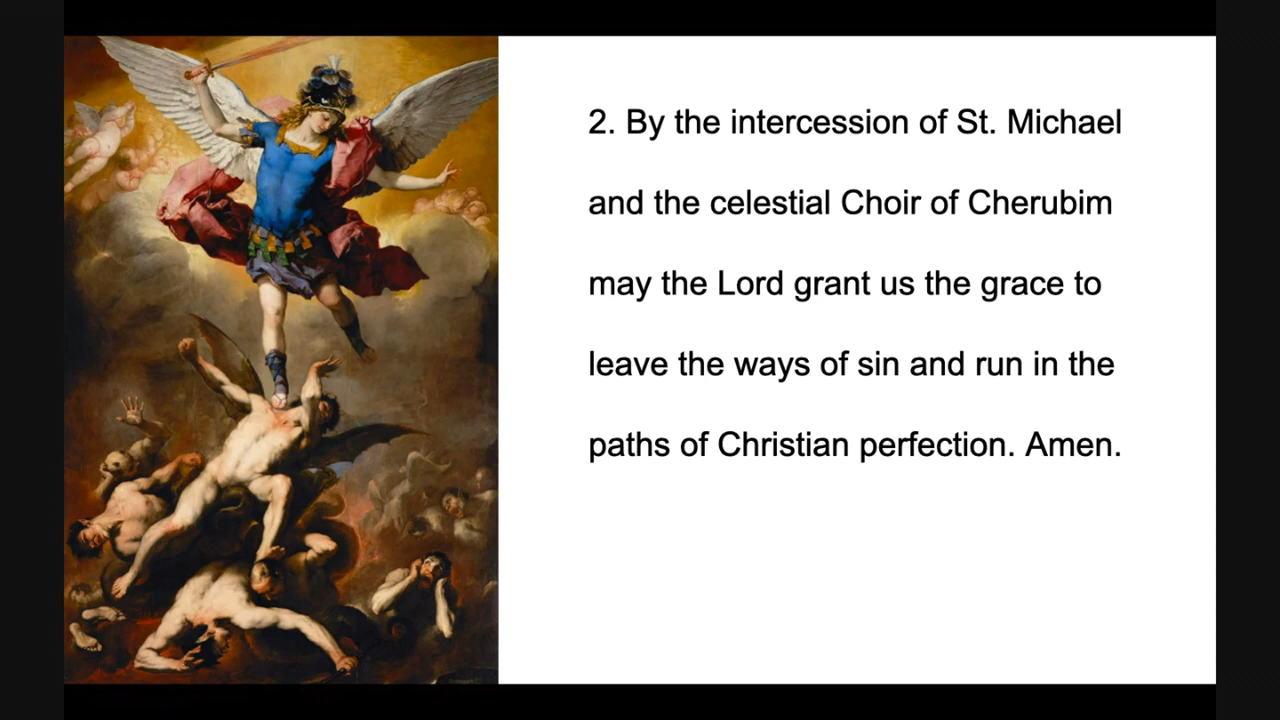 2. By the intercession of St. Michael
and the celestial Choir of Cherubim
may the Lord grant us the grace to
leave the ways of sin and run in the
paths of Christian perfection. Amen.